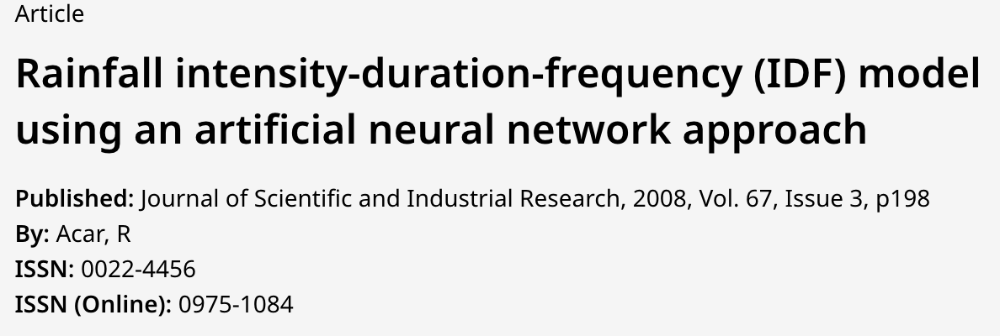 Article
Rainfall intensity-duration-frequency (IDF) model
using an artificial neural network approach
Published: Journal of Scientific and Industrial Research, 2008, Vol. 67, Issue 3, p198
By: Acar, R
ISSN: 0022-4456
ISSN (Online): 0975-1084